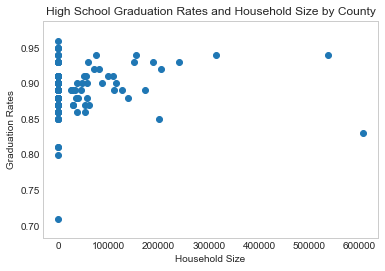 High School Graduation Rates and Household Size by County
0.95
0.90
0.85
0.80
0.75
0.70
Graduation Rates
0 100000 200000 300000 400000 500000 600000
Household Size